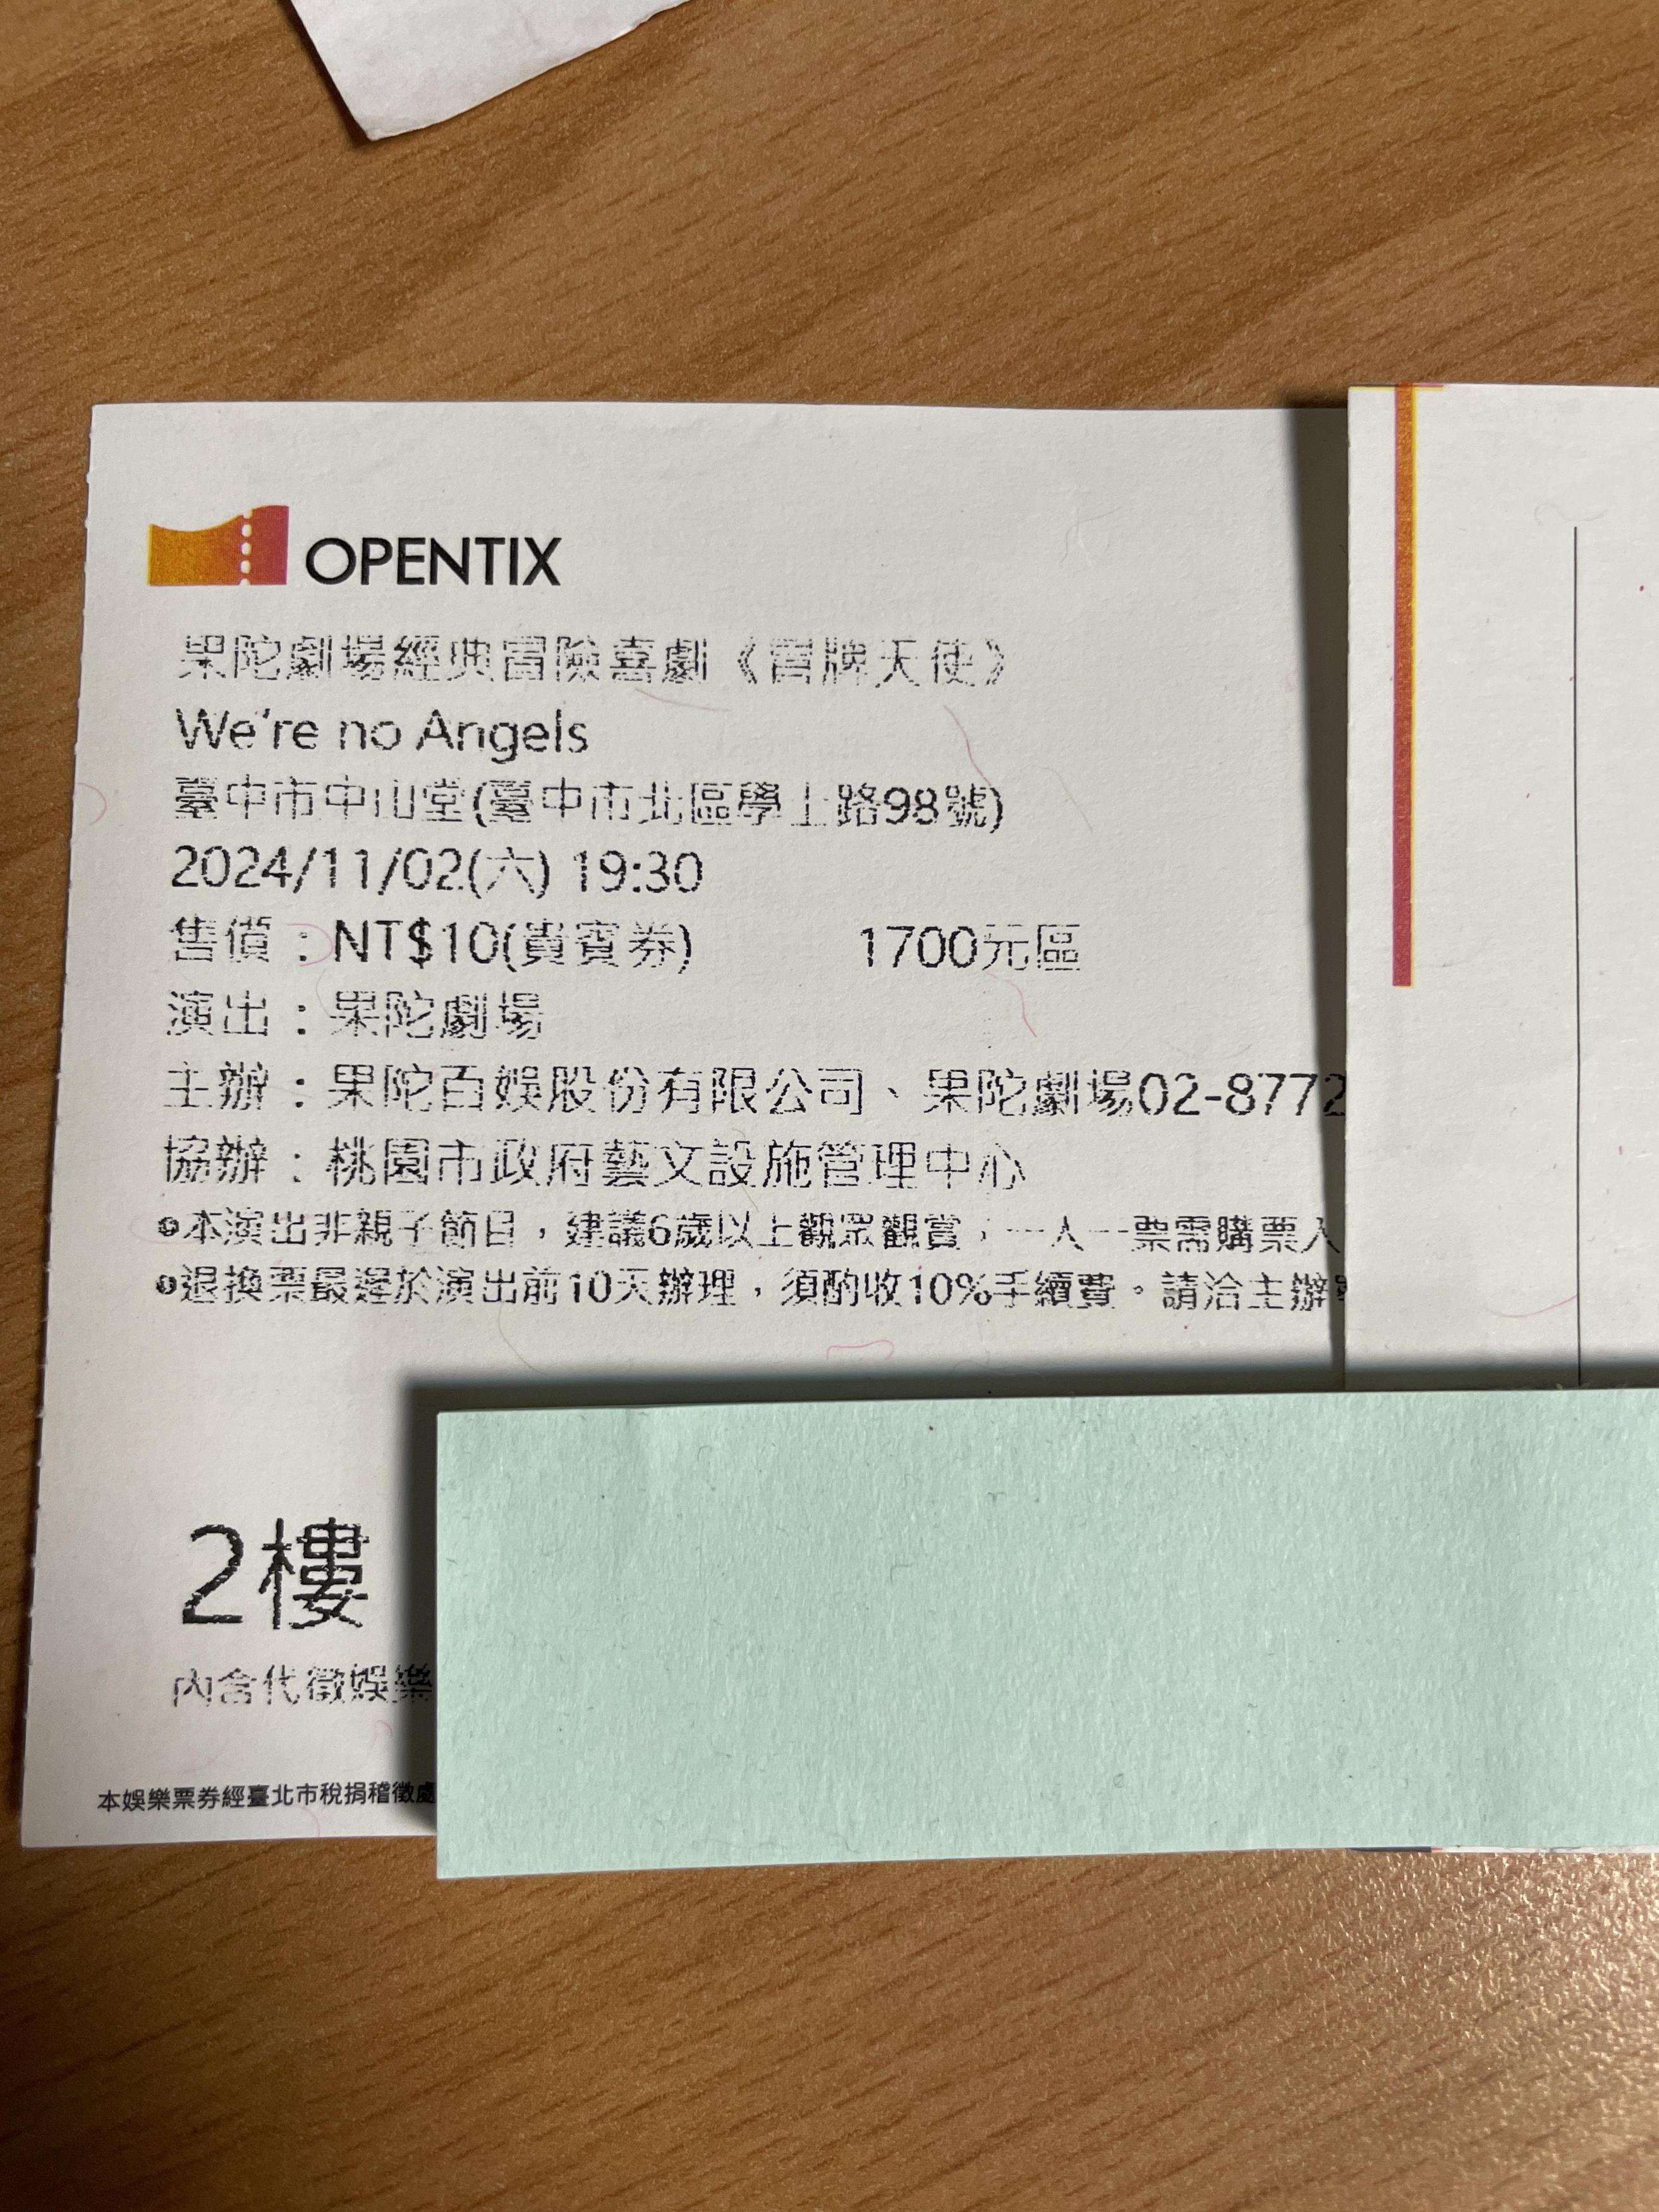 OPENTIX
果陀劇場經典冒險喜劇《冒牌天使》
We're no Angels
臺中市中山堂(臺中市北區學士路98號)
2024/11/02(六) 19:30
售價：NT$10(貴賓券) 1700元區
演出：果陀劇場
主辦：果陀百娛股份有限公司、果陀劇場02-8772
協辦：桃園市政府藝文設施管理中心
❶本演出非親子節目，建議6歲以上觀眾觀賞；一人一票需購票入
❶退換票最遲於演出前10天辦理，須酌收10%手續費。請洽主辦
2樓
內含代徵娛樂
本娛樂票券經臺北市稅捐稽徵處